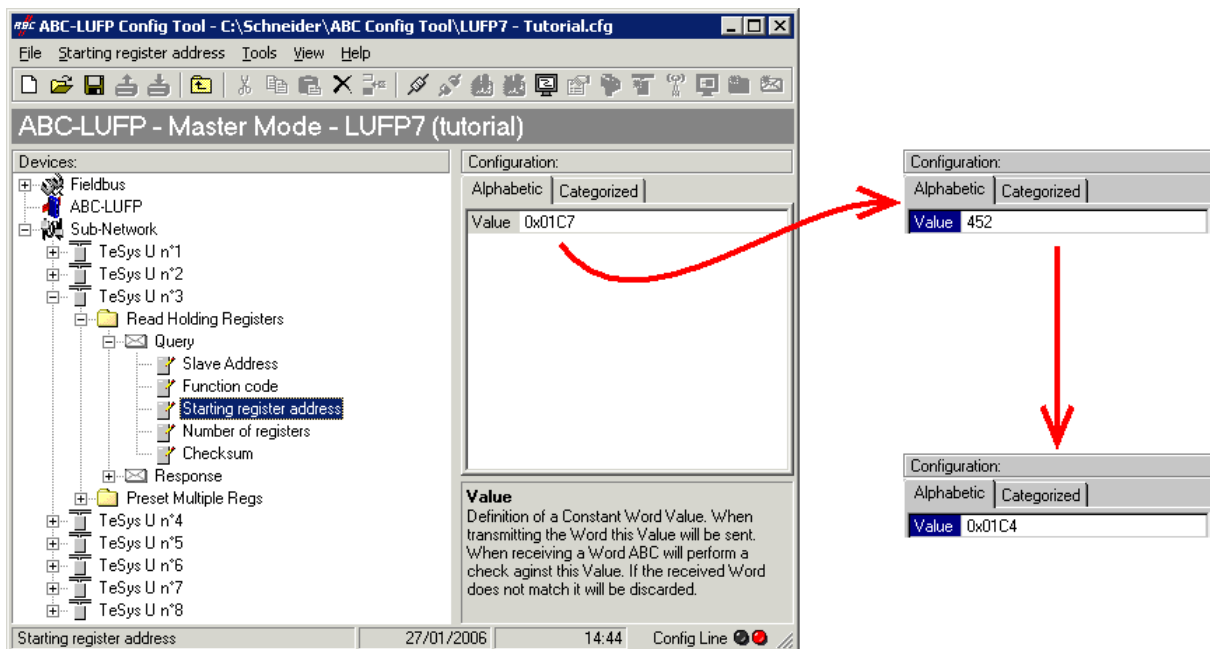 ABC-LUFP Config Tool - C:\Schneider\ABC Config Tool\LUFP7 - Tutorial.cfg
File Starting register address Tools View Help
ABC-LUFP - Master Mode - LUFP7 (tutorial)
Devices:
Fieldbus
ABC-LUFP
Sub-Network
TeSys U n°1
TeSys U n°2
TeSys U n°3
Read Holding Registers
Query
Slave Address
Function code
Starting register address
Number of registers
Checksum
Response
Preset Multiple Regs
TeSys U n°4
TeSys U n°5
TeSys U n°6
TeSys U n°7
TeSys U n°8
Configuration:
Alphabetic Categorized
Value 0x01C7
Value
Definition of a Constant Word Value. When
transmitting the Word this Value will be sent.
When receiving a Word ABC will perform a
check aginst this Value. If the received Word
does not match it will be discarded.
Starting register address 27/01/2006 14:44 Config Line
Configuration:
Alphabetic Categorized
Value 452
Configuration:
Alphabetic Categorized
Value 0x01C4